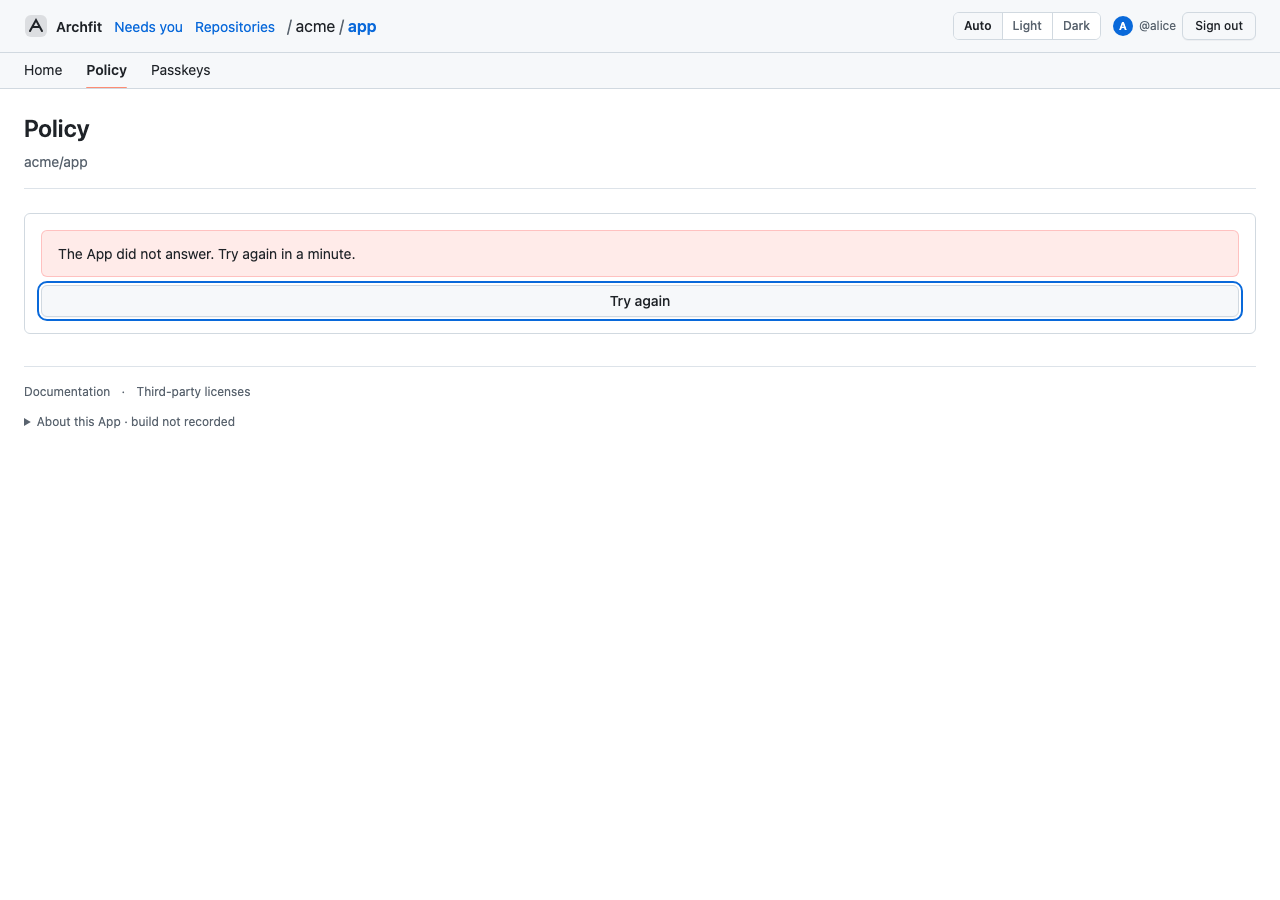 Archfit Needs you Repositories / acme / app Auto Light Dark A @alice Sign out
Home Policy Passkeys
Policy
acme/app
The App did not answer. Try again in a minute.
Try again
Documentation · Third-party licenses
About this App · build not recorded